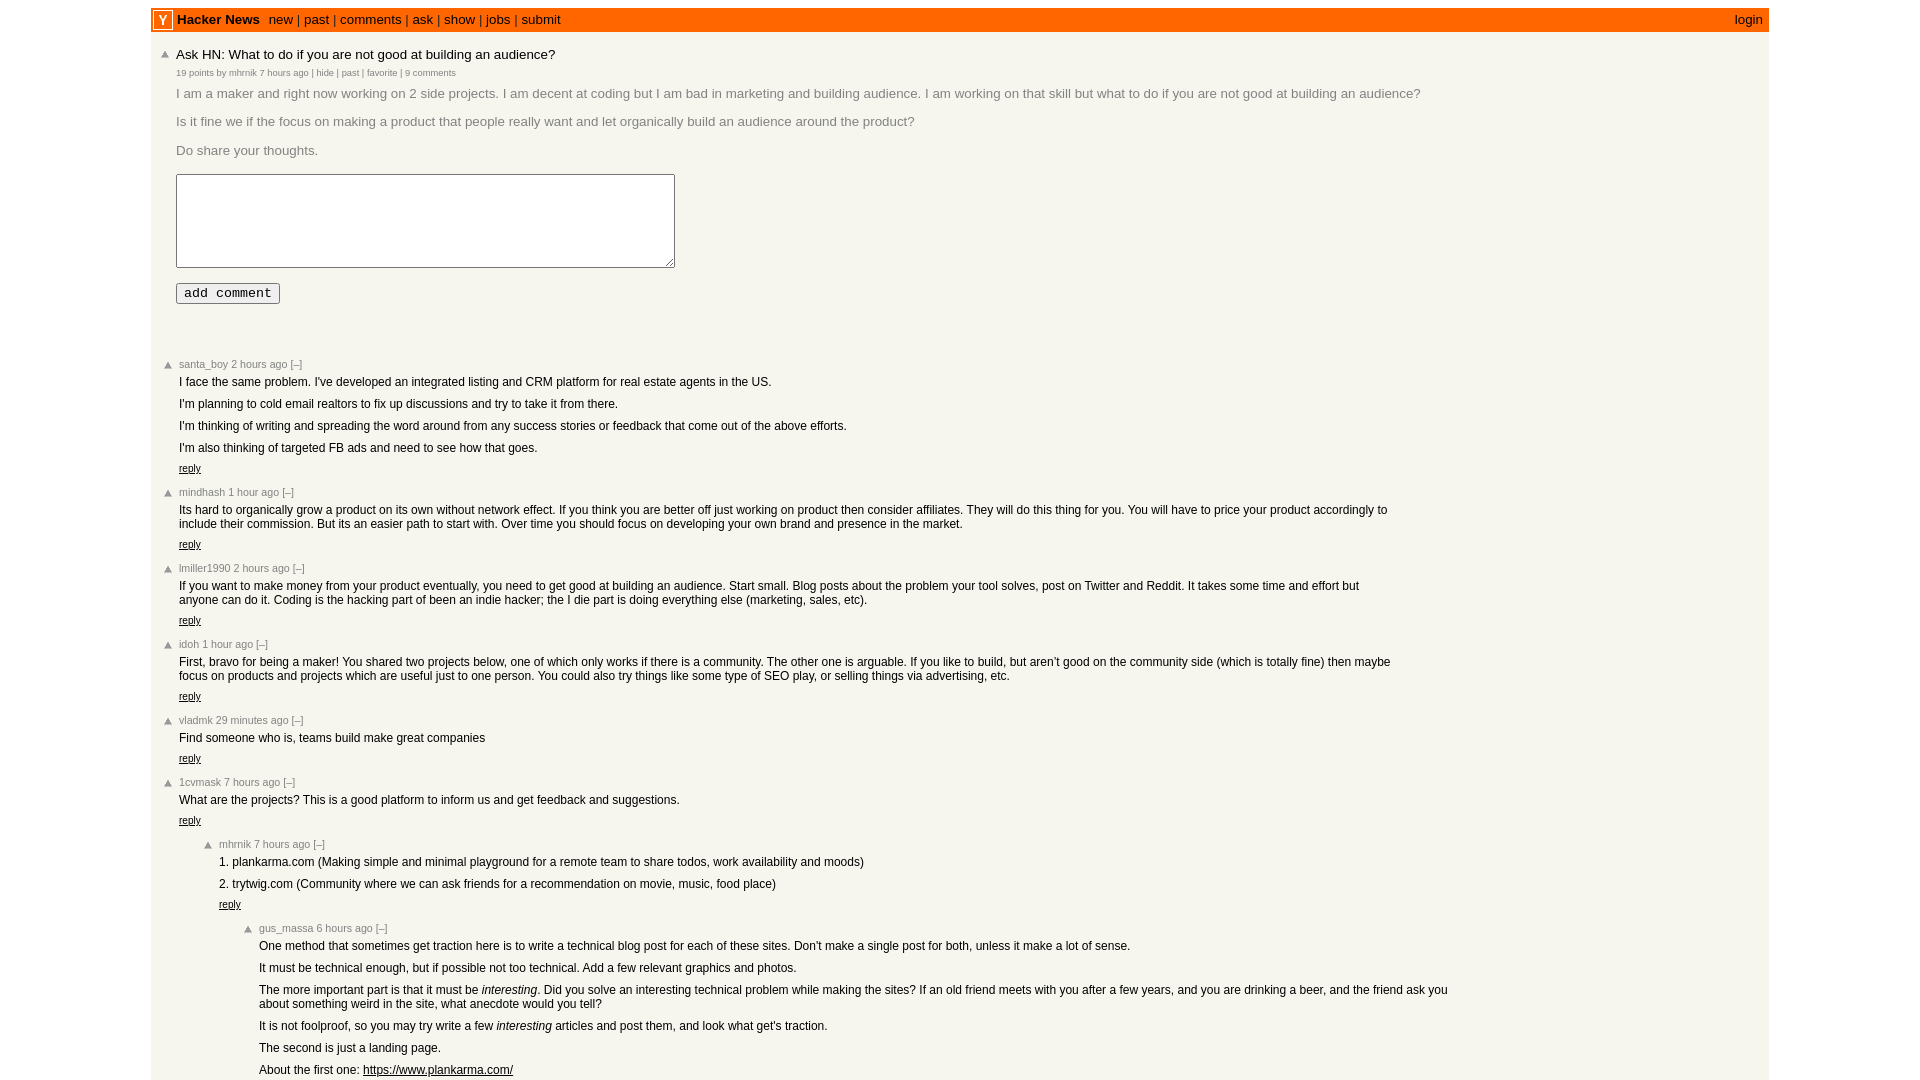 Y Hacker News new | past | comments | ask | show | jobs | submit login
Ask HN: What to do if you are not good at building an audience?
19 points by mhrnik 7 hours ago | hide | past | favorite | 9 comments
I am a maker and right now working on 2 side projects. I am decent at coding but I am bad in marketing and building audience. I am working on that skill but what to do if you are not good at building an audience?
Is it fine we if the focus on making a product that people really want and let organically build an audience around the product?
Do share your thoughts.
add comment
santa_boy 2 hours ago [–]
I face the same problem. I've developed an integrated listing and CRM platform for real estate agents in the US.
I'm planning to cold email realtors to fix up discussions and try to take it from there.
I'm thinking of writing and spreading the word around from any success stories or feedback that come out of the above efforts.
I'm also thinking of targeted FB ads and need to see how that goes.
reply
mindhash 1 hour ago [–]
Its hard to organically grow a product on its own without network effect. If you think you are better off just working on product then consider affiliates. They will do this thing for you. You will have to price your product accordingly to
include their commission. But its an easier path to start with. Over time you should focus on developing your own brand and presence in the market.
reply
lmiller1990 2 hours ago [–]
If you want to make money from your product eventually, you need to get good at building an audience. Start small. Blog posts about the problem your tool solves, post on Twitter and Reddit. It takes some time and effort but
anyone can do it. Coding is the hacking part of been an indie hacker; the I die part is doing everything else (marketing, sales, etc).
reply
idoh 1 hour ago [–]
First, bravo for being a maker! You shared two projects below, one of which only works if there is a community. The other one is arguable. If you like to build, but aren’t good on the community side (which is totally fine) then maybe
focus on products and projects which are useful just to one person. You could also try things like some type of SEO play, or selling things via advertising, etc.
reply
vladmk 29 minutes ago [–]
Find someone who is, teams build make great companies
reply
1cvmask 7 hours ago [–]
What are the projects? This is a good platform to inform us and get feedback and suggestions.
reply
mhrnik 7 hours ago [–]
1. plankarma.com (Making simple and minimal playground for a remote team to share todos, work availability and moods)
2. trytwig.com (Community where we can ask friends for a recommendation on movie, music, food place)
reply
gus_massa 6 hours ago [–]
One method that sometimes get traction here is to write a technical blog post for each of these sites. Don't make a single post for both, unless it make a lot of sense.
It must be technical enough, but if possible not too technical. Add a few relevant graphics and photos.
The more important part is that it must be interesting. Did you solve an interesting technical problem while making the sites? If an old friend meets with you after a few years, and you are drinking a beer, and the friend ask you
about something weird in the site, what anecdote would you tell?
It is not foolproof, so you may try write a few interesting articles and post them, and look what get's traction.
The second is just a landing page.
About the first one: https://www.plankarma.com/